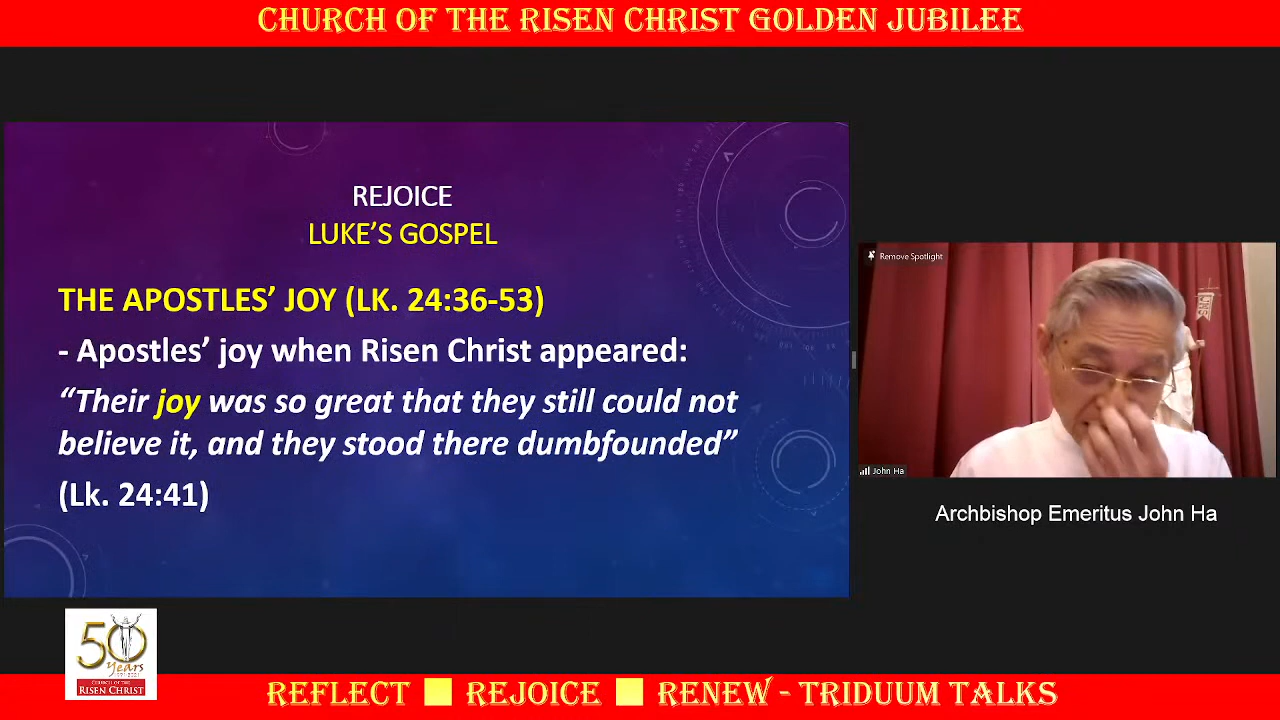 CHURCH OF THE RISEN CHRIST GOLDEN JUBILEE
REJOICE
LUKE'S GOSPEL
THE APOSTLES' JOY (LK. 24:36-53)
- Apostles' joy when Risen Christ appeared:
“Their joy was so great that they still could not
believe it, and they stood there dumbfounded”
(Lk. 24:41)
Remove Spotlight
John Ha
Archbishop Emeritus John Ha
50
Years
CHURCH OF THE
RISEN CHRIST
REFLECT REJOICE RENEW - TRIDUUM TALKS